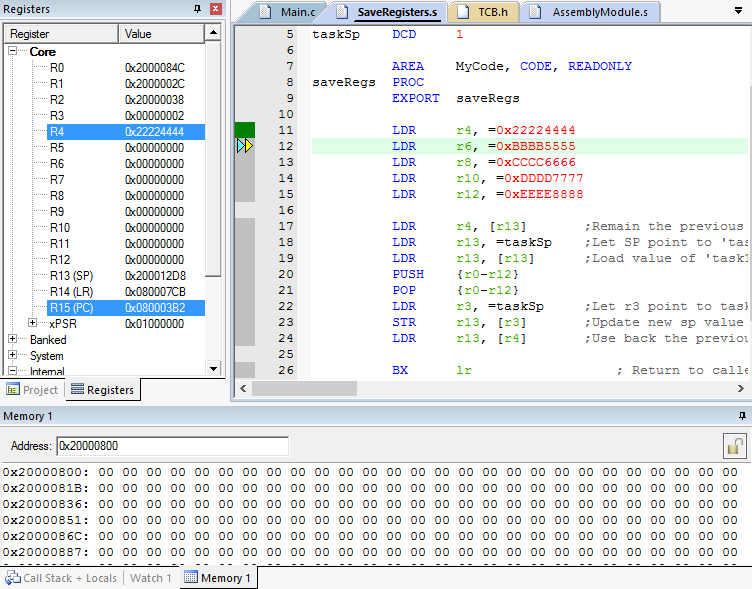 Registers
Register Value
Core
R0 0x2000084C
R1 0x2000002C
R2 0x20000038
R3 0x00000002
R4 0x22224444
R5 0x00000000
R6 0x00000000
R7 0x00000000
R8 0x00000000
R9 0x00000000
R10 0x00000000
R11 0x00000000
R12 0x00000000
R13 (SP) 0x200012D8
R14 (LR) 0x080007CB
R15 (PC) 0x080003B2
xPSR 0x01000000
Banked
System
Internal
Project Registers
Main.c SaveRegisters.s TCB.h AssemblyModule.s
5 taskSp DCD 1
6
7 AREA MyCode, CODE, READONLY
8 saveRegs PROC
9 EXPORT saveRegs
10
11 LDR r4, =0x22224444
12 LDR r6, =0xBBBB5555
13 LDR r8, =0xCCCC6666
14 LDR r10, =0xDDDD7777
15 LDR r12, =0xEEEE8888
16
17 LDR r4, [r13] ;Remain the previous
18 LDR r13, =taskSp ;Let SP point to 'tas
19 LDR r13, [r13] ;Load value of 'task1
20 PUSH {r0-r12}
21 POP {r0-r12}
22 LDR r3, =taskSp ;Let r3 point to task
23 STR r13, [r3] ;Update new sp value
24 LDR r13, [r4] ;Use back the previou
25
26 BX lr ; Return to calle
Memory 1
Address: 0x20000800
0x20000800: 00 00 00 00 00 00 00 00 00 00 00 00 00 00 00 00 00 00 00 00 00 00 00 00 00 00 00
0x2000081B: 00 00 00 00 00 00 00 00 00 00 00 00 00 00 00 00 00 00 00 00 00 00 00 00 00 00 00
0x20000836: 00 00 00 00 00 00 00 00 00 00 00 00 00 00 00 00 00 00 00 00 00 00 00 00 00 00 00
0x20000851: 00 00 00 00 00 00 00 00 00 00 00 00 00 00 00 00 00 00 00 00 00 00 00 00 00 00 00
0x2000086C: 00 00 00 00 00 00 00 00 00 00 00 00 00 00 00 00 00 00 00 00 00 00 00 00 00 00 00
0x20000887: 00 00 00 00 00 00 00 00 00 00 00 00 00 00 00 00 00 00 00 00 00 00 00 00 00 00 00
Call Stack + Locals Watch 1 Memory 1